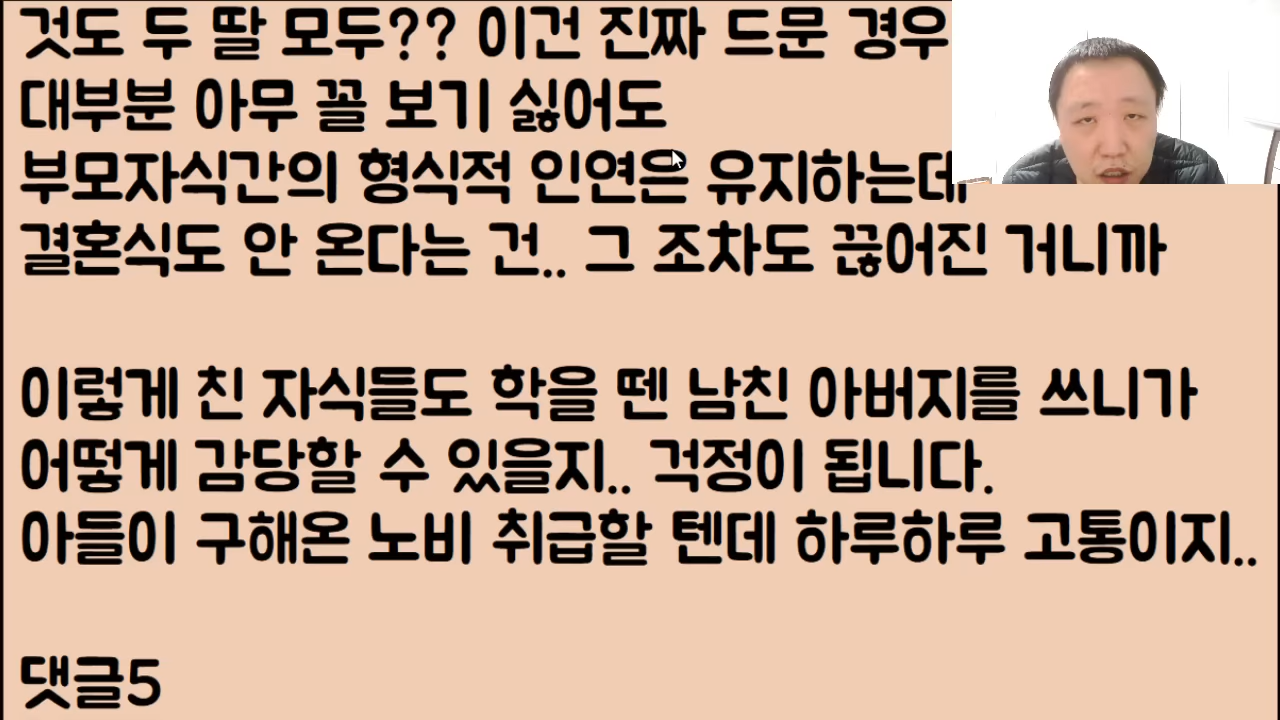 것도 두 딸 모두?? 이건 진짜 드문 경우
대부분 아무 꼴 보기 싫어도
부모자식간의 형식적 인연은 유지하는데
결혼식도 안 온다는 건.. 그 조차도 끊어진 거니까
이렇게 친 자식들도 학을 뗀 남친 아버지를 쓰니가
어떻게 감당할 수 있을지.. 걱정이 됩니다.
아들이 구해온 노비 취급할 텐데 하루하루 고통이지..
댓글5